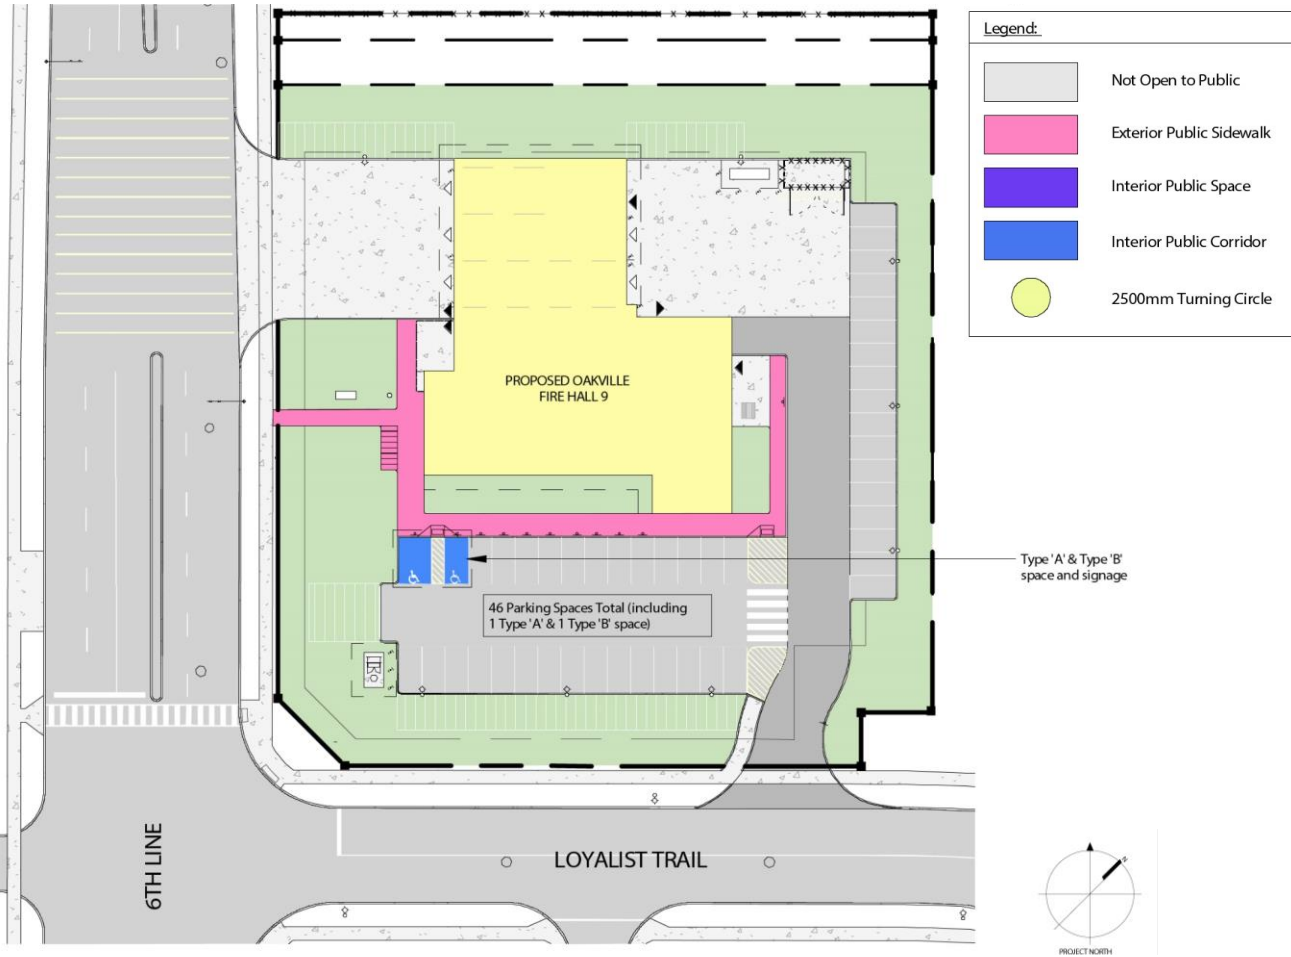 Legend:
Not Open to Public
Exterior Public Sidewalk
Interior Public Space
Interior Public Corridor
2500mm Turning Circle
PROPOSED OAKVILLE
FIRE HALL 9
Type 'A' & Type 'B'
space and signage
46 Parking Spaces Total (including
1 Type 'A' & 1 Type 'B' space)
6TH LINE
LOYALIST TRAIL
N
PROJECT NORTH